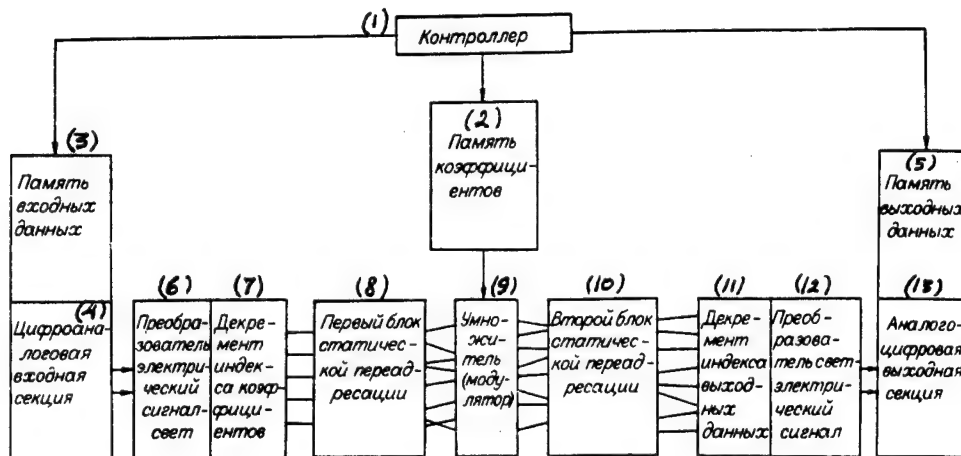 (1)
Контроллер
(2)
Память
коэффици-
ентов
(3)
Память
входных
данных
(5)
Память
выходных
данных
(4)
Цифроана-
логовая
входная
секция
(6)
Преобра-
зователь
электри-
ческий
сигнал-
свет
(7)
Декре-
мент
индек-
са коэф-
фици-
ентов
(8)
Первый блок
статичес-
кой переад-
ресации
(9)
Умно-
житель
(моду-
лятор)
(10)
Второй блок
статичес-
кой переад-
ресации
(11)
Декре-
мент
индекса
выход-
ных
данных
(12)
Преоб-
разова-
тель свет-
электри-
ческий
сигнал
(13)
Аналого-
цифровая
выходная
секция